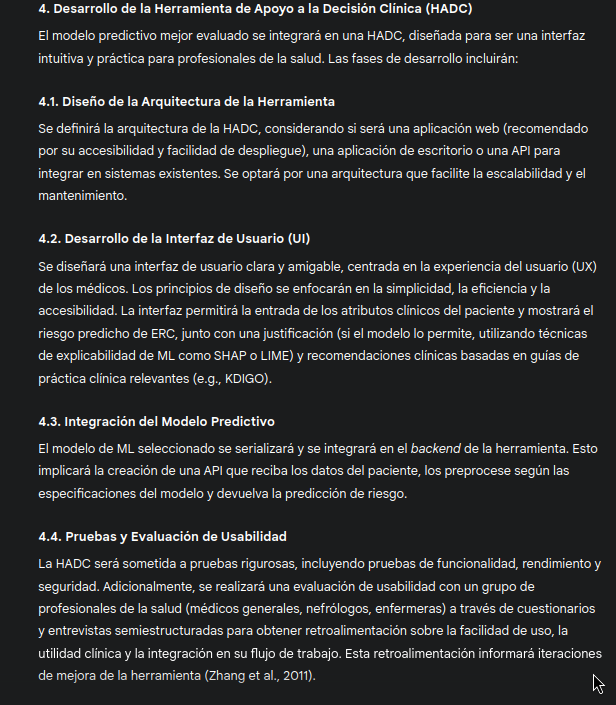 4. Desarrollo de la Herramienta de Apoyo a la Decisión Clínica (HADC)
El modelo predictivo mejor evaluado se integrará en una HADC, diseñada para ser una interfaz
intuitiva y práctica para profesionales de la salud. Las fases de desarrollo incluirán:
4.1. Diseño de la Arquitectura de la Herramienta
Se definirá la arquitectura de la HADC, considerando si será una aplicación web (recomendado
por su accesibilidad y facilidad de despliegue), una aplicación de escritorio o una API para
integrar en sistemas existentes. Se optará por una arquitectura que facilite la escalabilidad y el
mantenimiento.
4.2. Desarrollo de la Interfaz de Usuario (UI)
Se diseñará una interfaz de usuario clara y amigable, centrada en la experiencia del usuario (UX)
de los médicos. Los principios de diseño se enfocarán en la simplicidad, la eficiencia y la
accesibilidad. La interfaz permitirá la entrada de los atributos clínicos del paciente y mostrará el
riesgo predicho de ERC, junto con una justificación (si el modelo lo permite, utilizando técnicas
de explicabilidad de ML como SHAP o LIME) y recomendaciones clínicas basadas en guías de
práctica clínica relevantes (e.g., KDIGO).
4.3. Integración del Modelo Predictivo
El modelo de ML seleccionado se serializará y se integrará en el backend de la herramienta. Esto
implicará la creación de una API que reciba los datos del paciente, los preprocese según las
especificaciones del modelo y devuelva la predicción de riesgo.
4.4. Pruebas y Evaluación de Usabilidad
La HADC será sometida a pruebas rigurosas, incluyendo pruebas de funcionalidad, rendimiento y
seguridad. Adicionalmente, se realizará una evaluación de usabilidad con un grupo de
profesionales de la salud (médicos generales, nefrólogos, enfermeras) a través de cuestionarios
y entrevistas semiestructuradas para obtener retroalimentación sobre la facilidad de uso, la
utilidad clínica y la integración en su flujo de trabajo. Esta retroalimentación informará iteraciones
de mejora de la herramienta (Zhang et al., 2011).